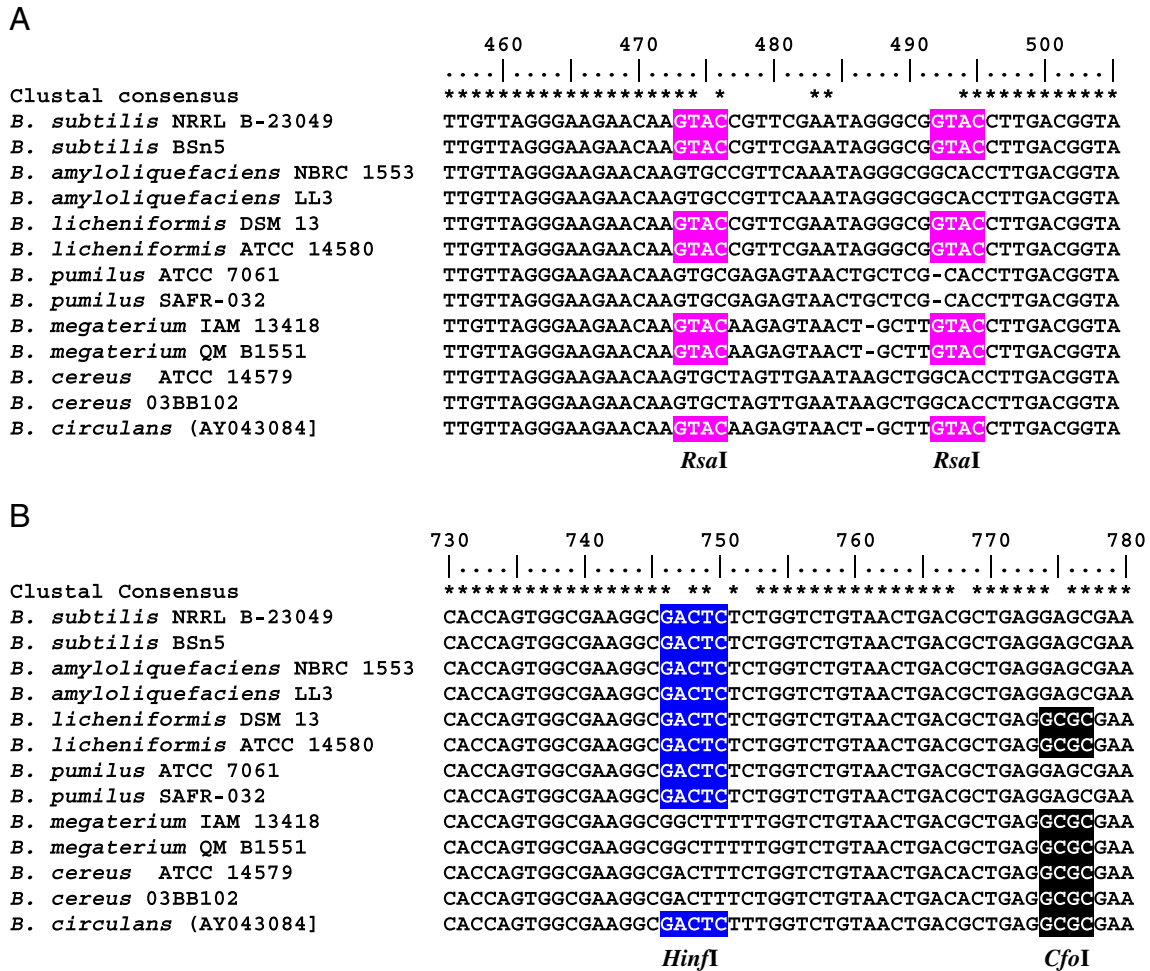 A
460 470 480 490 500
....|....|....|....|....|....|....|....|....|....|
Clustal consensus ******************* * ** ************
B. subtilis NRRL B-23049 TTGTTAGGGAAGAACAAGTACCGTTCGAATAGGGCGGTACCTTGACGGTA
B. subtilis BSn5 TTGTTAGGGAAGAACAAGTACCGTTCGAATAGGGCGGTACCTTGACGGTA
B. amyloliquefaciens NBRC 1553 TTGTTAGGGAAGAACAAGTGCCGTTCAAATAGGGCGGCACCTTGACGGTA
B. amyloliquefaciens LL3 TTGTTAGGGAAGAACAAGTGCCGTTCAAATAGGGCGGCACCTTGACGGTA
B. licheniformis DSM 13 TTGTTAGGGAAGAACAAGTACCGTTCGAATAGGGCGGTACCTTGACGGTA
B. licheniformis ATCC 14580 TTGTTAGGGAAGAACAAGTACCGTTCGAATAGGGCGGTACCTTGACGGTA
B. pumilus ATCC 7061 TTGTTAGGGAAGAACAAGTGCGAGAGTAACTGCTCG-CACCTTGACGGTA
B. pumilus SAFR-032 TTGTTAGGGAAGAACAAGTGCGAGAGTAACTGCTCG-CACCTTGACGGTA
B. megaterium IAM 13418 TTGTTAGGGAAGAACAAGTACAAGAGTAACT-GCTTGTACCTTGACGGTA
B. megaterium QM B1551 TTGTTAGGGAAGAACAAGTACAAGAGTAACT-GCTTGTACCTTGACGGTA
B. cereus ATCC 14579 TTGTTAGGGAAGAACAAGTGCTAGTTGAATAAGCTGGCACCTTGACGGTA
B. cereus 03BB102 TTGTTAGGGAAGAACAAGTGCTAGTTGAATAAGCTGGCACCTTGACGGTA
B. circulans (AY043084] TTGTTAGGGAAGAACAAGTACAAGAGTAACT-GCTTGTACCTTGACGGTA
RsaI RsaI
B
730 740 750 760 770 780
|....|....|....|....|....|....|....|....|....|....|
Clustal Consensus ***************** ** * *************** ****** *****
B. subtilis NRRL B-23049 CACCAGTGGCGAAGGCGACTCTCTGGTCTGTAACTGACGCTGAGGAGCGAA
B. subtilis BSn5 CACCAGTGGCGAAGGCGACTCTCTGGTCTGTAACTGACGCTGAGGAGCGAA
B. amyloliquefaciens NBRC 1553 CACCAGTGGCGAAGGCGACTCTCTGGTCTGTAACTGACGCTGAGGAGCGAA
B. amyloliquefaciens LL3 CACCAGTGGCGAAGGCGACTCTCTGGTCTGTAACTGACGCTGAGGAGCGAA
B. licheniformis DSM 13 CACCAGTGGCGAAGGCGACTCTCTGGTCTGTAACTGACGCTGAGGCGCGAA
B. licheniformis ATCC 14580 CACCAGTGGCGAAGGCGACTCTCTGGTCTGTAACTGACGCTGAGGCGCGAA
B. pumilus ATCC 7061 CACCAGTGGCGAAGGCGACTCTCTGGTCTGTAACTGACGCTGAGGAGCGAA
B. pumilus SAFR-032 CACCAGTGGCGAAGGCGACTCTCTGGTCTGTAACTGACGCTGAGGAGCGAA
B. megaterium IAM 13418 CACCAGTGGCGAAGGCGGCTTTTTGGTCTGTAACTGACGCTGAGGCGCGAA
B. megaterium QM B1551 CACCAGTGGCGAAGGCGGCTTTTTGGTCTGTAACTGACGCTGAGGCGCGAA
B. cereus ATCC 14579 CACCAGTGGCGAAGGCGACTTTCTGGTCTGTAACTGACACTGAGGCGCGAA
B. cereus 03BB102 CACCAGTGGCGAAGGCGACTTTCTGGTCTGTAACTGACACTGAGGCGCGAA
B. circulans (AY043084] CACCAGTGGCGAAGGCGACTCTTTGGTCTGTAACTGACGCTGAGGCGCGAA
HinfI CfoI